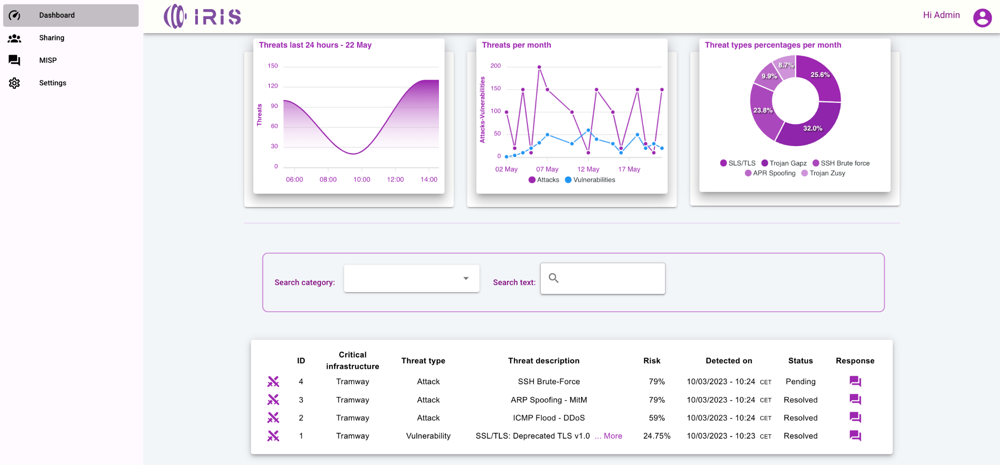 Dashboard
Sharing
MISP
Settings
IRIS
Hi Admin
Threats last 24 hours - 22 May
Threats
150
120
90
60
30
0
06:00 08:00 10:00 12:00 14:00
Threats per month
Attacks-Vulnerabilities
200
150
100
50
0
02 May 07 May 12 May 17 May
Attacks Vulnerabilities
Threat types percentages per month
8.7%
25.6%
9.9%
23.8%
32.0%
SLS/TLS Trojan Gapz SSH Brute force
APR Spoofing Trojan Zusy
Search category: Search text:
ID Critical infrastructure Threat type Threat description Risk Detected on Status Response
4 Tramway Attack SSH Brute-Force 79% 10/03/2023 - 10:24 CET Pending
3 Tramway Attack ARP Spoofing - MitM 79% 10/03/2023 - 10:24 CET Resolved
2 Tramway Attack ICMP Flood - DDoS 59% 10/03/2023 - 10:24 CET Resolved
1 Tramway Vulnerability SSL/TLS: Deprecated TLS v1.0 ... More 24.75% 10/03/2023 - 10:23 CET Resolved